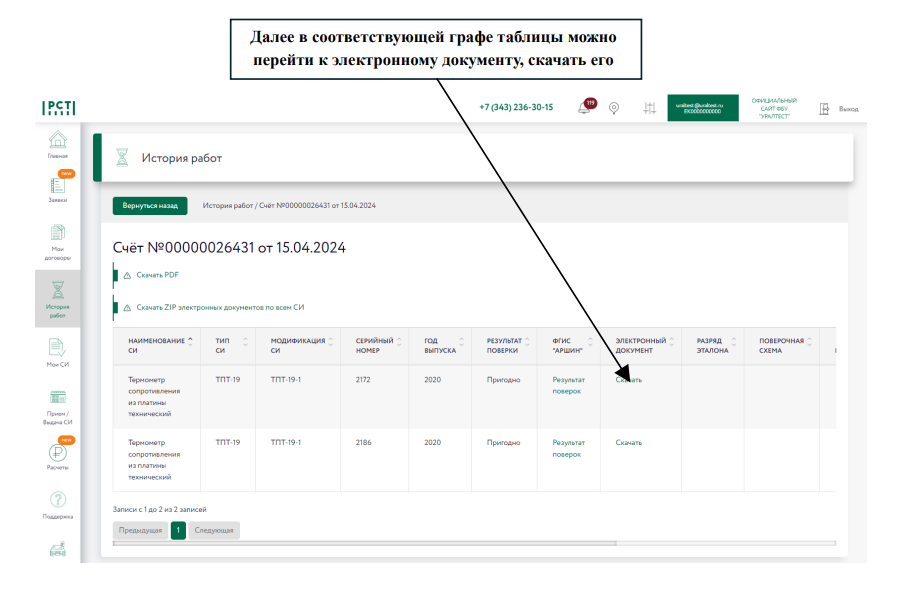 Далее в соответствующей графе таблицы можно
перейти к электронному документу, скачать его
РСТ
+7 (343) 236-30-15
119
uraltest@uraltest.ru
ЕК0000000000
ОФИЦИАЛЬНЫЙ
САЙТ ФБУ
"УРАЛТЕСТ"
Выход
Главная
new
Заявки
Мои
договоры
История
работ
Мои СИ
Прием /
Выдача СИ
new
Расчеты
Поддержка
История работ
Вернуться назад
История работ / Счёт №00000026431 от 15.04.2024
Счёт №00000026431 от 15.04.2024
Скачать PDF
Скачать ZIP электронных документов по всем СИ
НАИМЕНОВАНИЕ
СИ
ТИП
СИ
МОДИФИКАЦИЯ
СИ
СЕРИЙНЫЙ
НОМЕР
ГОД
ВЫПУСКА
РЕЗУЛЬТАТ
ПОВЕРКИ
ФГИС
"АРШИН"
ЭЛЕКТРОННЫЙ
ДОКУМЕНТ
РАЗРЯД
ЭТАЛОНА
ПОВЕРОЧНАЯ
СХЕМА
Термометр
сопротивления
из платины
технический
ТПТ-19
ТПТ-19-1
2172
2020
Пригодно
Результат
поверок
Скачать
Термометр
сопротивления
из платины
технический
ТПТ-19
ТПТ-19-1
2186
2020
Пригодно
Результат
поверок
Скачать
Записи с 1 до 2 из 2 записей
Предыдущая
1
Следующая